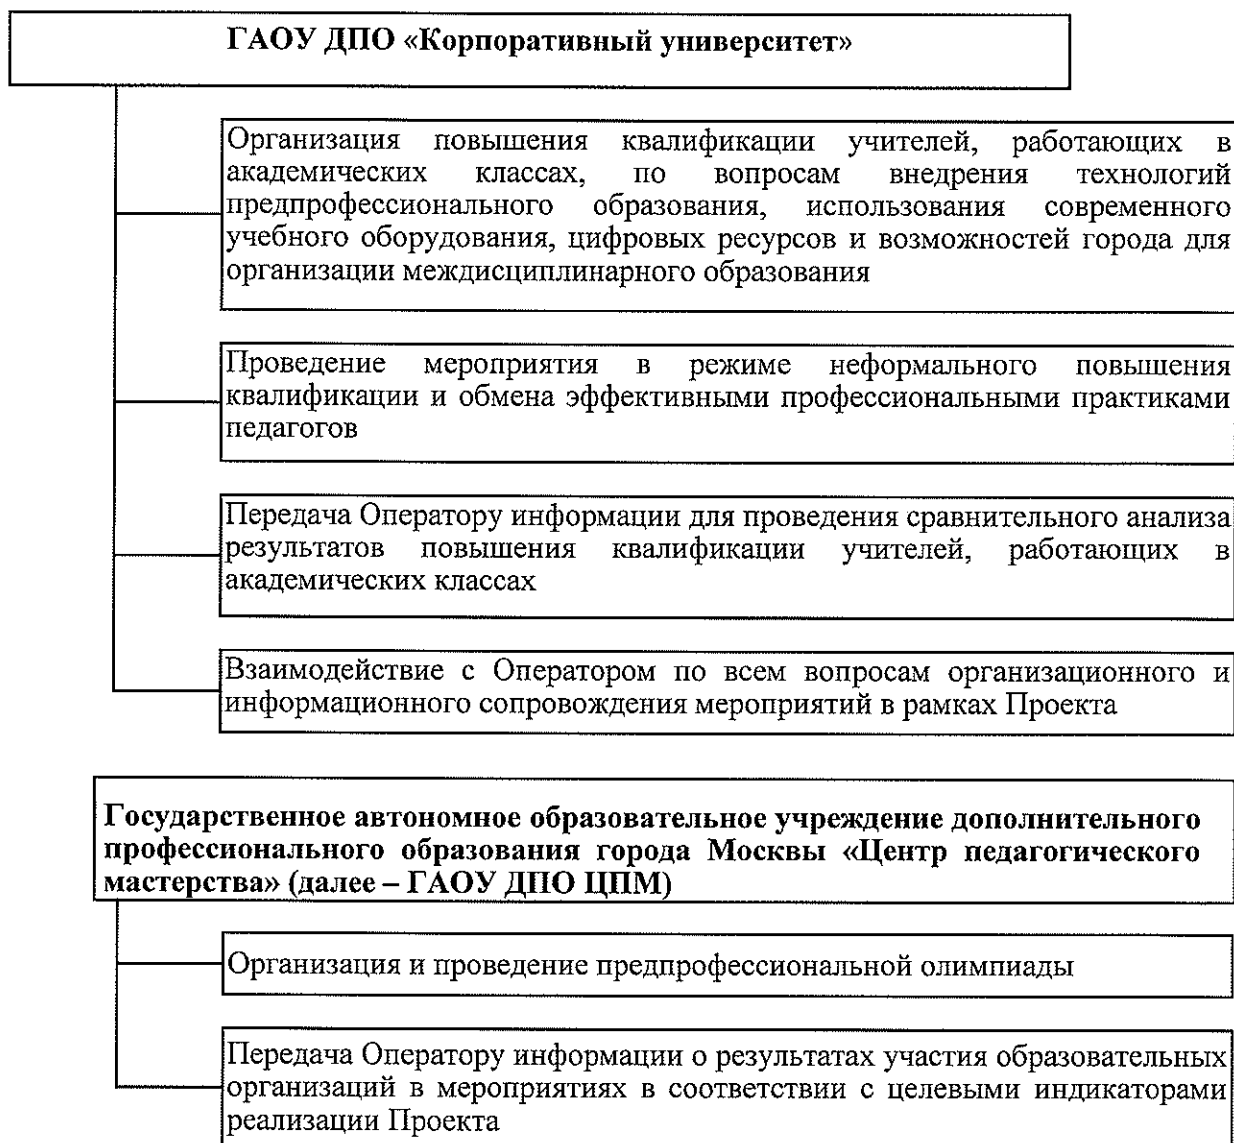 ГАОУ ДПО «Корпоративный университет»
Организация повышения квалификации учителей, работающих в
академических классах, по вопросам внедрения технологий
предпрофессионального образования, использования современного
учебного оборудования, цифровых ресурсов и возможностей города для
организации междисциплинарного образования
Проведение мероприятия в режиме неформального повышения
квалификации и обмена эффективными профессиональными практиками
педагогов
Передача Оператору информации для проведения сравнительного анализа
результатов повышения квалификации учителей, работающих в
академических классах
Взаимодействие с Оператором по всем вопросам организационного и
информационного сопровождения мероприятий в рамках Проекта
Государственное автономное образовательное учреждение дополнительного
профессионального образования города Москвы «Центр педагогического
мастерства» (далее – ГАОУ ДПО ЦПМ)
Организация и проведение предпрофессиональной олимпиады
Передача Оператору информации о результатах участия образовательных
организаций в мероприятиях в соответствии с целевыми индикаторами
реализации Проекта